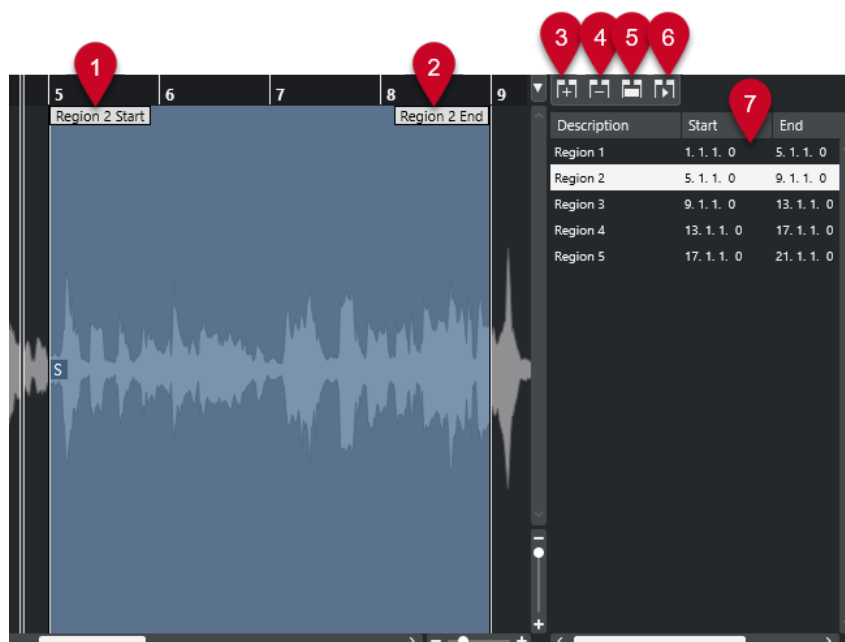 1
2
3
4
5
6
7
5
6
7
8
9
Region 2 Start
Region 2 End
S
Description Start End
Region 1 1. 1. 1. 0 5. 1. 1. 0
Region 2 5. 1. 1. 0 9. 1. 1. 0
Region 3 9. 1. 1. 0 13. 1. 1. 0
Region 4 13. 1. 1. 0 17. 1. 1. 0
Region 5 17. 1. 1. 0 21. 1. 1. 0